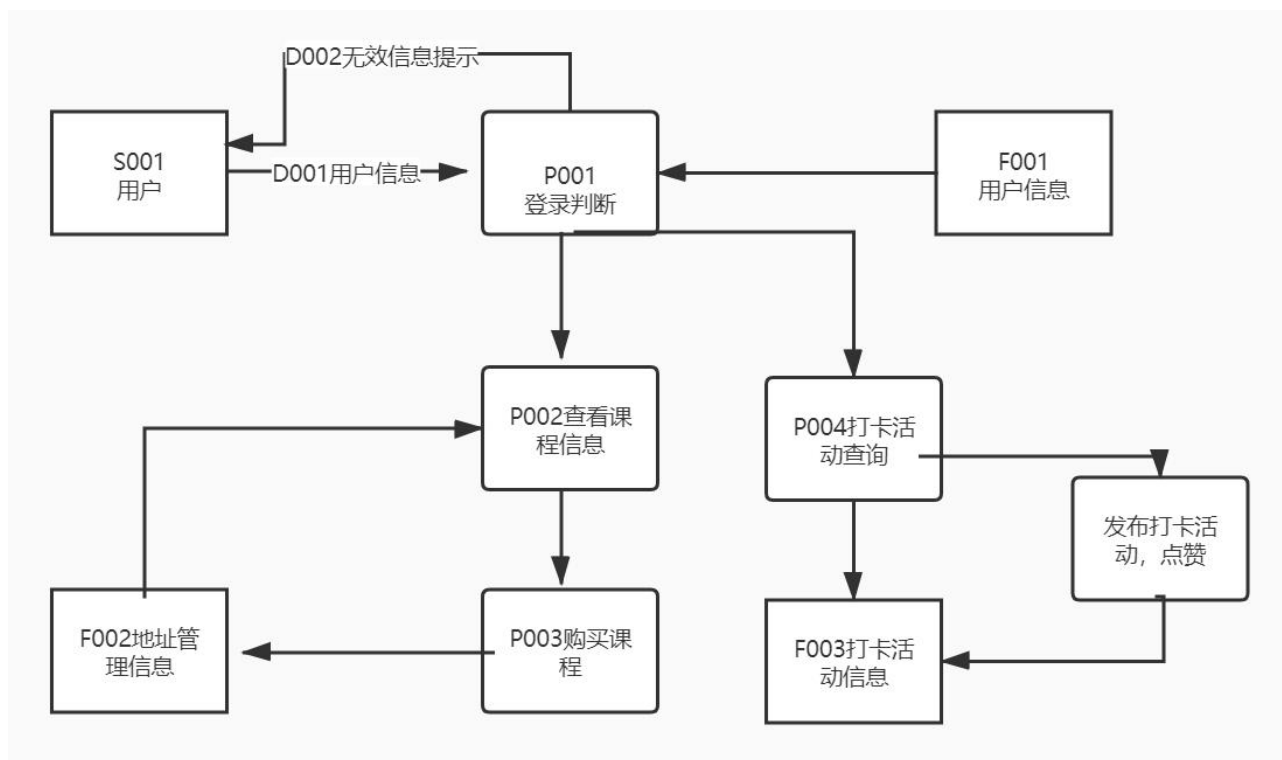 D002无效信息提示
S001
用户
D001用户信息
P001
登录判断
F001
用户信息
P002查看课
程信息
P004打卡活
动查询
发布打卡活
动，点赞
F002地址管
理信息
P003购买课
程
F003打卡活
动信息